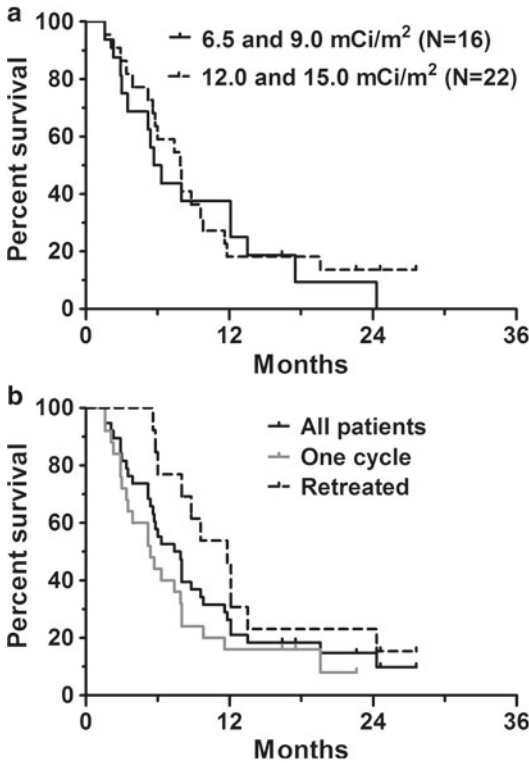 a
100
80
60
40
20
0
Percent survival
6.5 and 9.0 mCi/m² (N=16)
12.0 and 15.0 mCi/m² (N=22)
0 12 24 36
Months
b
100
80
60
40
20
0
Percent survival
All patients
One cycle
Retreated
0 12 24 36
Months